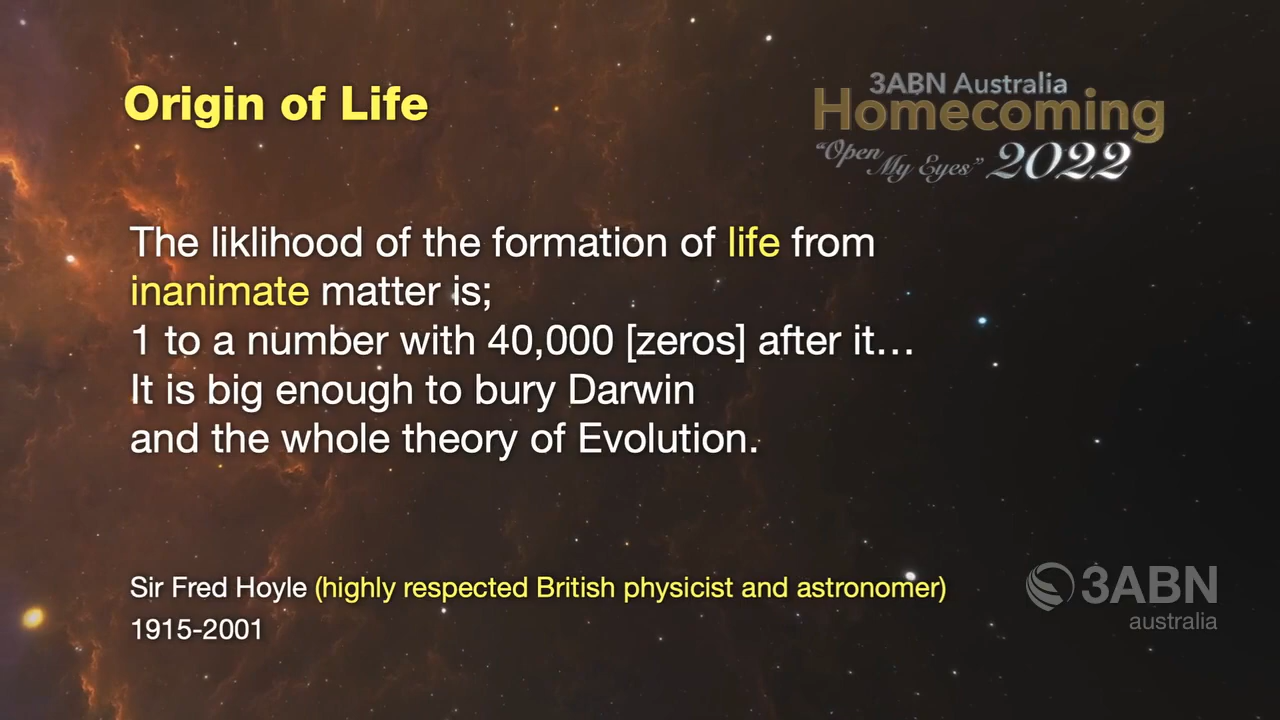 Origin of Life
3ABN Australia
Homecoming
"Open My Eyes" 2022
The liklihood of the formation of life from
inanimate matter is;
1 to a number with 40,000 [zeros] after it…
It is big enough to bury Darwin
and the whole theory of Evolution.
Sir Fred Hoyle (highly respected British physicist and astronomer)
1915-2001
3ABN
australia